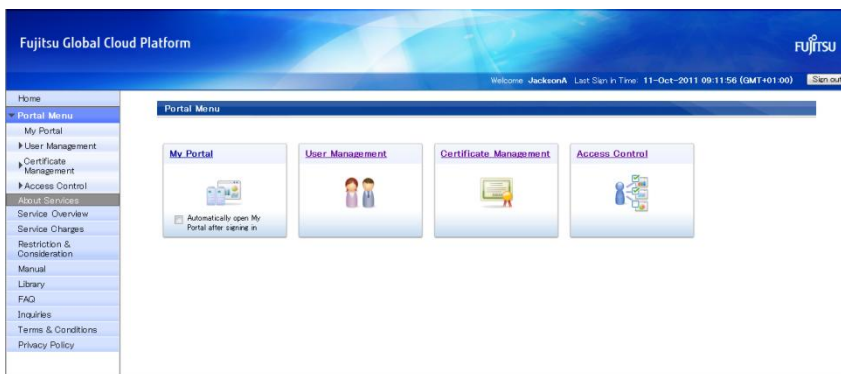 Fujitsu Global Cloud Platform
FUJITSU
Welcome JacksonA Last Sign in Time: 11-Oct-2011 09:11:56 (GMT+01:00) Sign out
Home
Portal Menu
My Portal
User Management
Certificate
Management
Access Control
About Services
Service Overview
Service Charges
Restriction &
Consideration
Manual
Library
FAQ
Inquiries
Terms & Conditions
Privacy Policy
Portal Menu
My Portal
Automatically open My
Portal after signing in
User Management
Certificate Management
Access Control